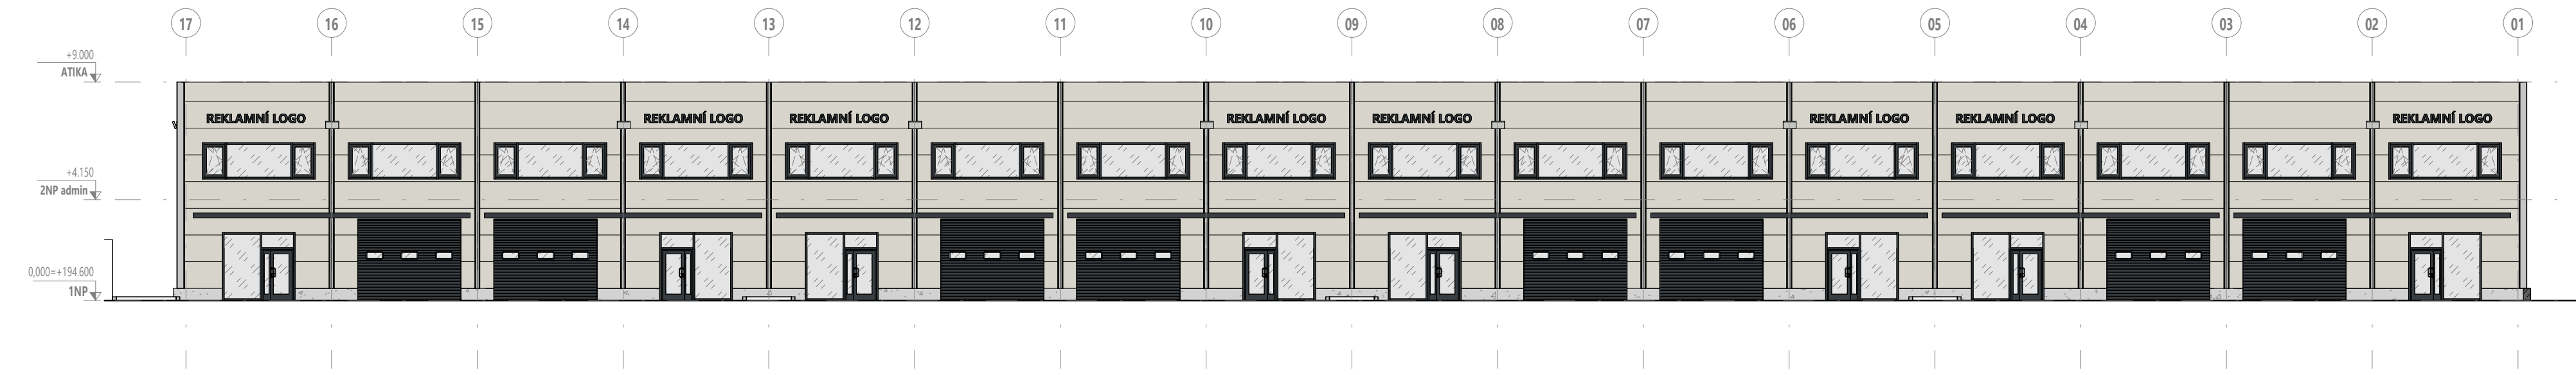 17 16 15 14 13 12 11 10 09 08 07 06 05 04 03 02 01
+9.000
ATIKA
REKLAMNÍ LOGO REKLAMNÍ LOGO REKLAMNÍ LOGO REKLAMNÍ LOGO REKLAMNÍ LOGO REKLAMNÍ LOGO REKLAMNÍ LOGO REKLAMNÍ LOGO
+4.150
2NP admin
0,000=+194.600
1NP